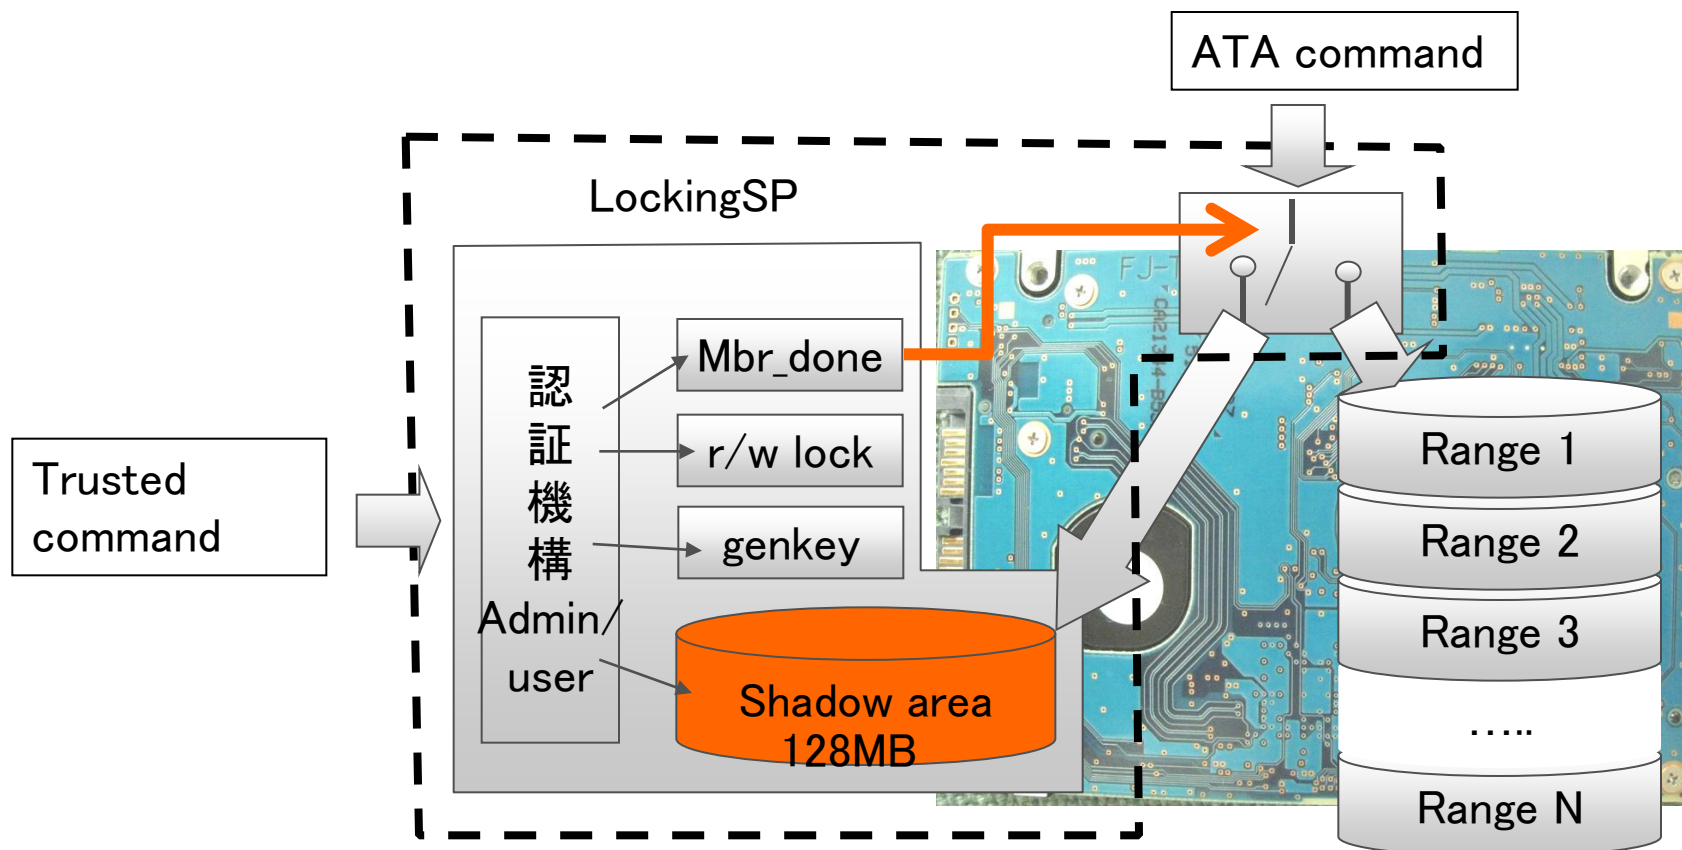 ATA command
LockingSP
Trusted
command
認証機構
Admin/
user
Mbr_done
r/w lock
genkey
Shadow area
128MB
Range 1
Range 2
Range 3
.....
Range N
FJ-T